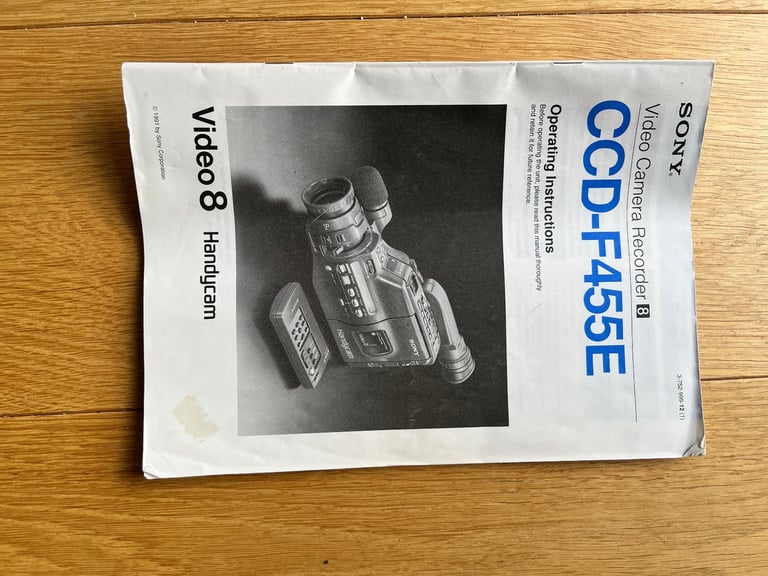 3-752-999-12 (1)
SONY
Video Camera Recorder 8
CCD-F455E
Operating Instructions
Before operating the unit, please read this manual thoroughly
and retain it for future reference.
SONY
Handycam
Video 8 Handycam
© 1991 by Sony Corporation